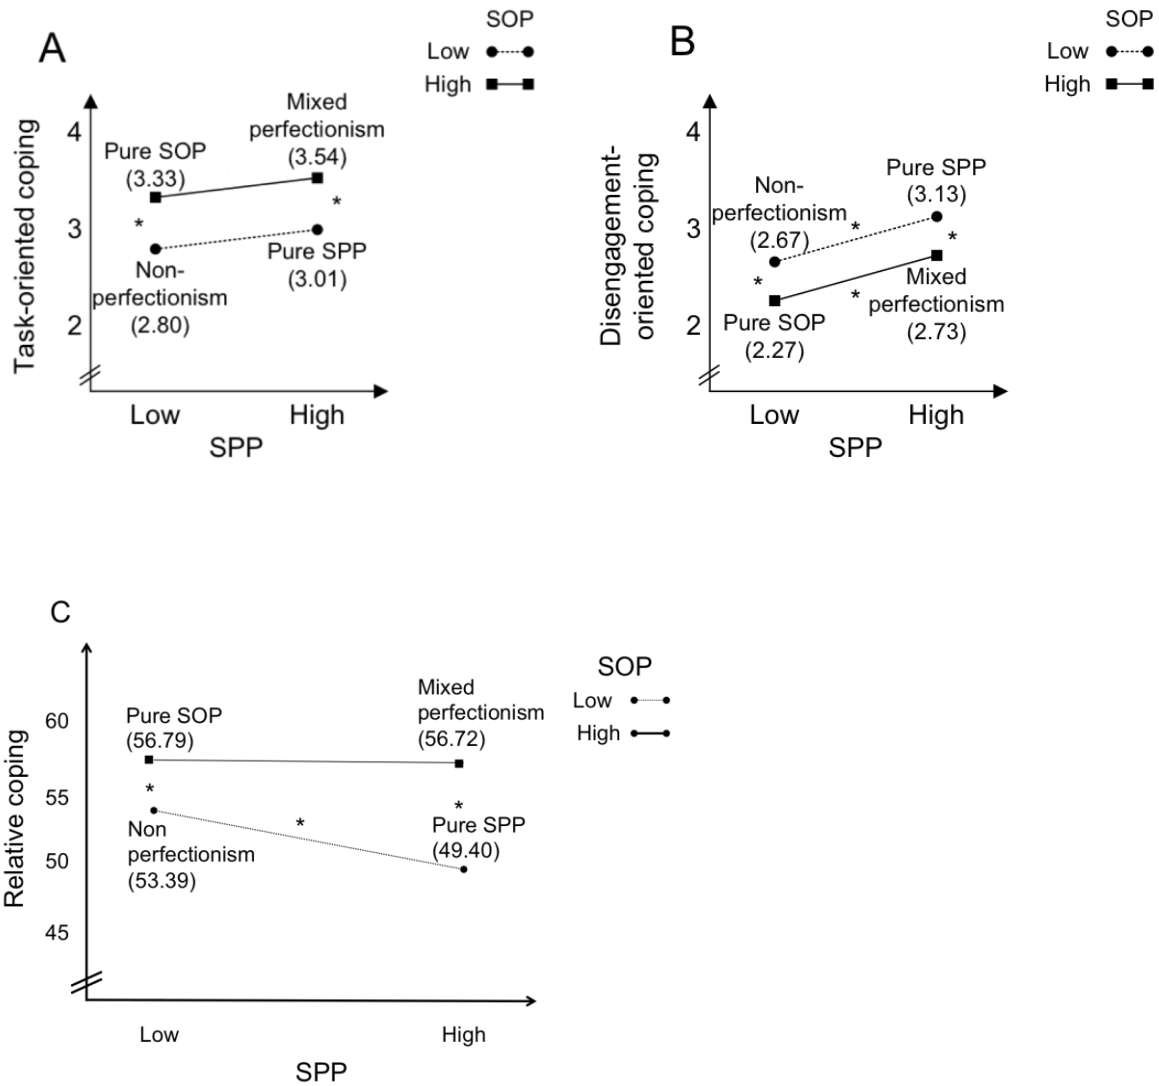 A
SOP
Low
High
Task-oriented coping
4
3
2
Pure SOP
(3.33)
Mixed
perfectionism
(3.54)
*
*
Non-
perfectionism
(2.80)
Pure SPP
(3.01)
Low
High
SPP
B
SOP
Low
High
Disengagement-
oriented coping
4
3
2
Non-
perfectionism
(2.67)
Pure SPP
(3.13)
*
*
*
*
Pure SOP
(2.27)
Mixed
perfectionism
(2.73)
Low
High
SPP
C
SOP
Low
High
Relative coping
60
55
50
45
Pure SOP
(56.79)
Mixed
perfectionism
(56.72)
*
*
*
Non
perfectionism
(53.39)
Pure SPP
(49.40)
Low
High
SPP